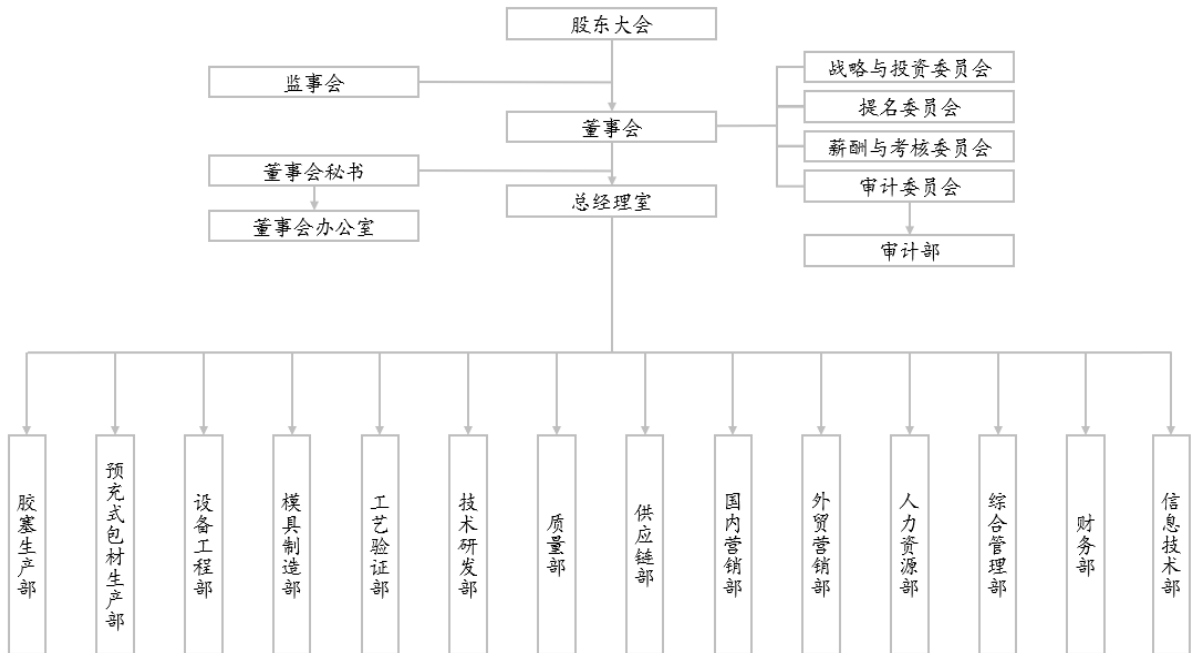 股东大会
监事会
战略与投资委员会
提名委员会
董事会
薪酬与考核委员会
董事会秘书
审计委员会
总经理室
董事会办公室
审计部
胶塞生产部
预充式包材生产部
设备工程部
模具制造部
工艺验证部
技术研发部
质量部
供应链部
国内营销部
外贸营销部
人力资源部
综合管理部
财务部
信息技术部